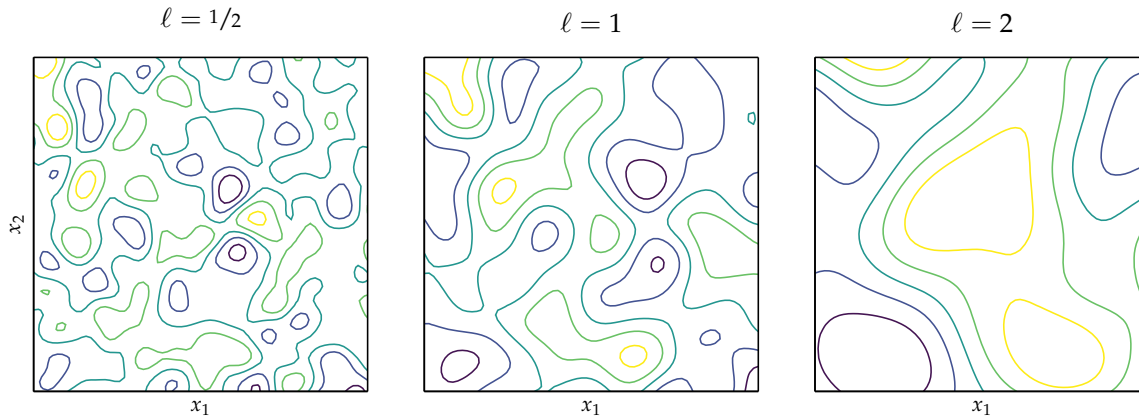 ℓ = 1/2
ℓ = 1
ℓ = 2
x₂
x₁
x₁
x₁